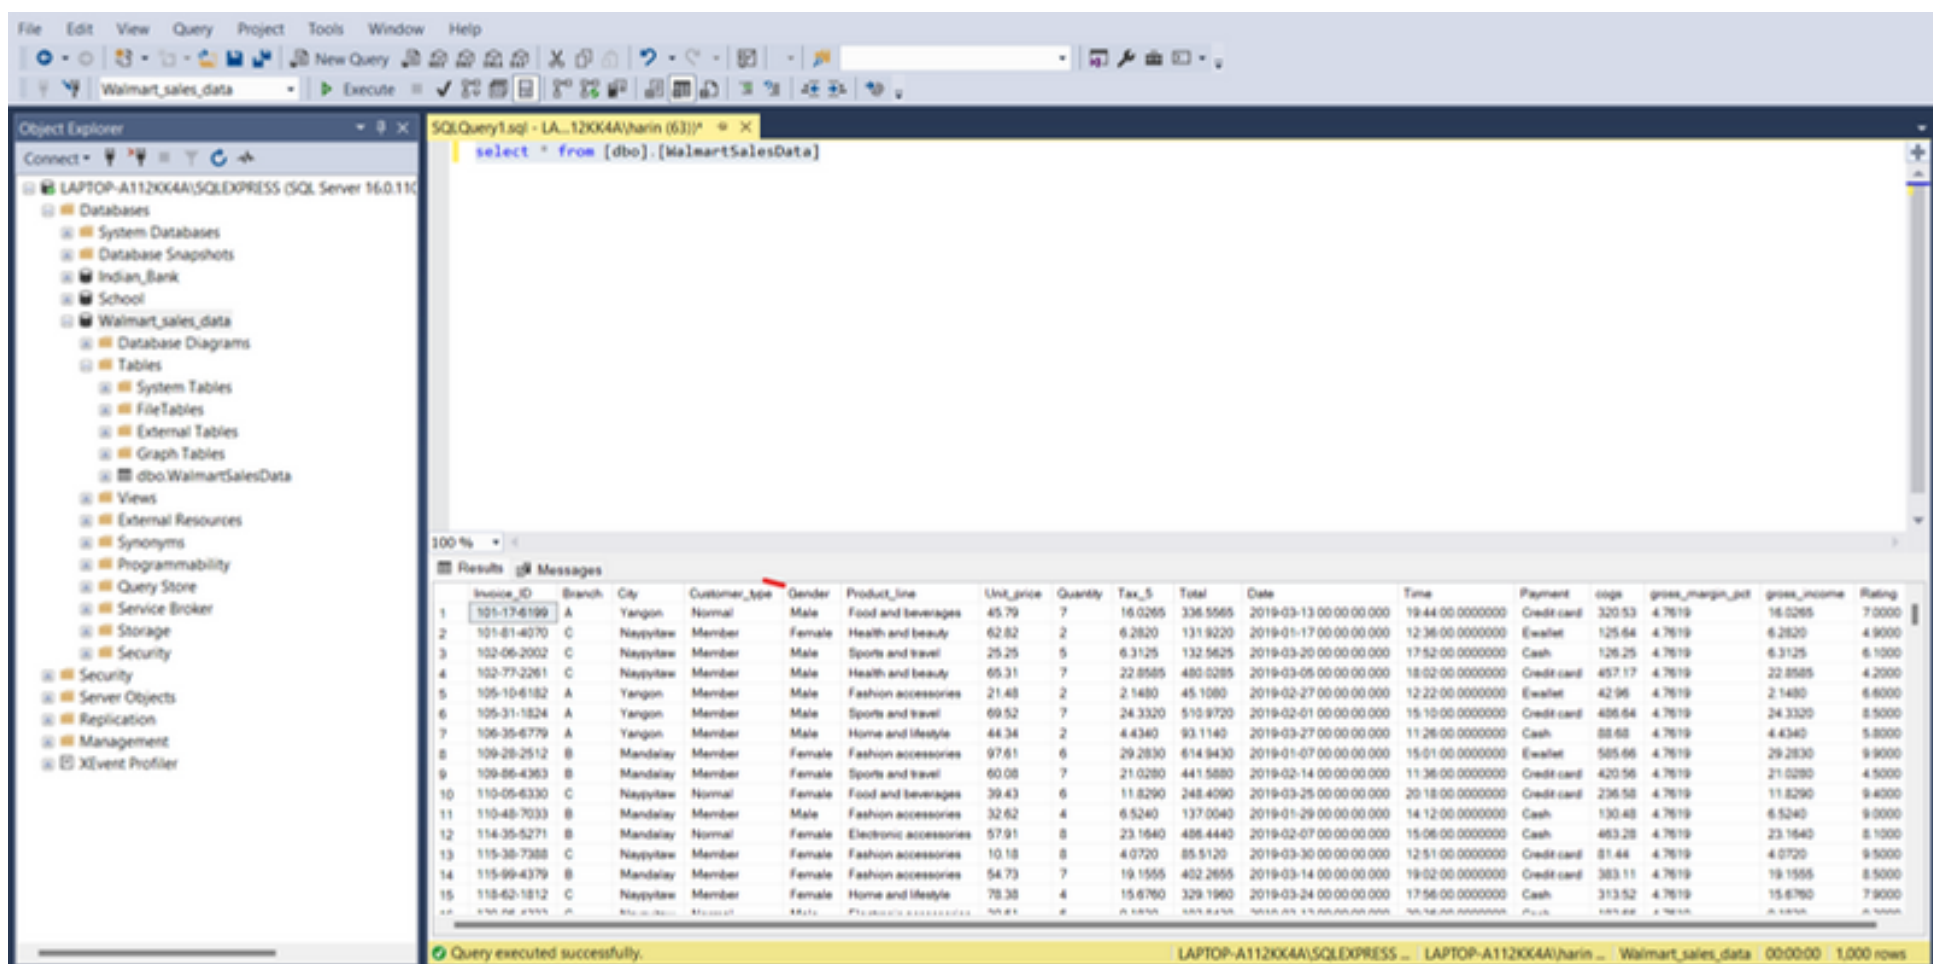 File Edit View Query Project Tools Window Help
New Query
Walmart_sales_data Execute
Object Explorer
Connect
LAPTOP-A112KK4A\SQLEXPRESS (SQL Server 16.0.11
Databases
System Databases
Database Snapshots
Indian_Bank
School
Walmart_sales_data
Database Diagrams
Tables
System Tables
FileTables
External Tables
Graph Tables
dbo.WalmartSalesData
Views
External Resources
Synonyms
Programmability
Query Store
Service Broker
Storage
Security
Security
Server Objects
Replication
Management
XEvent Profiler
SQLQuery1.sql - LA...12KK4A\harin (63))*
select * from [dbo].[WalmartSalesData]
100 %
Results Messages
Invoice_ID Branch City Customer_type Gender Product_line Unit_price Quantity Tax_5 Total Date Time Payment cogs gross_margin_pct gross_income Rating
1 101-17-6199 A Yangon Normal Male Food and beverages 45.79 7 16.0265 336.5565 2019-03-13 00:00:00.000 19:44:00.0000000 Credit card 320.53 4.7619 16.0265 7.0000
2 101-81-4070 C Naypyitaw Member Female Health and beauty 62.82 2 6.2820 131.9220 2019-01-17 00:00:00.000 12:36:00.0000000 Ewallet 125.64 4.7619 6.2820 4.9000
3 102-06-2002 C Naypyitaw Member Male Sports and travel 25.25 5 6.3125 132.5625 2019-03-20 00:00:00.000 17:52:00.0000000 Cash 126.25 4.7619 6.3125 6.1000
4 102-77-2261 C Naypyitaw Member Male Health and beauty 65.31 7 22.8585 480.0285 2019-03-05 00:00:00.000 18:02:00.0000000 Credit card 457.17 4.7619 22.8585 4.2000
5 105-10-6182 A Yangon Member Male Fashion accessories 21.48 2 2.1480 45.1080 2019-02-27 00:00:00.000 12:22:00.0000000 Ewallet 42.96 4.7619 2.1480 6.6000
6 105-31-1824 A Yangon Member Male Sports and travel 69.52 7 24.3320 510.9720 2019-02-01 00:00:00.000 15:10:00.0000000 Credit card 486.64 4.7619 24.3320 8.5000
7 106-35-6779 A Yangon Member Male Home and lifestyle 44.34 2 4.4340 93.1140 2019-03-27 00:00:00.000 11:26:00.0000000 Cash 88.68 4.7619 4.4340 5.8000
8 109-28-2512 B Mandalay Member Female Fashion accessories 97.61 6 29.2830 614.9430 2019-01-07 00:00:00.000 15:01:00.0000000 Ewallet 585.66 4.7619 29.2830 9.9000
9 109-86-4363 B Mandalay Member Female Sports and travel 60.08 7 21.0280 441.5880 2019-02-14 00:00:00.000 11:36:00.0000000 Credit card 420.56 4.7619 21.0280 4.5000
10 110-05-6330 C Naypyitaw Normal Female Food and beverages 39.43 6 11.8290 248.4090 2019-03-25 00:00:00.000 20:18:00.0000000 Credit card 236.58 4.7619 11.8290 9.4000
11 110-48-7033 B Mandalay Member Male Fashion accessories 32.62 4 6.5240 137.0040 2019-01-29 00:00:00.000 14:12:00.0000000 Cash 130.48 4.7619 6.5240 9.0000
12 114-35-5271 B Mandalay Normal Female Electronic accessories 57.91 8 23.1640 486.4440 2019-02-07 00:00:00.000 15:06:00.0000000 Cash 463.28 4.7619 23.1640 8.1000
13 115-38-7388 C Naypyitaw Member Female Fashion accessories 10.18 8 4.0720 85.5120 2019-03-30 00:00:00.000 12:51:00.0000000 Credit card 81.44 4.7619 4.0720 9.5000
14 115-99-4379 B Mandalay Member Female Fashion accessories 54.73 7 19.1555 402.2655 2019-03-14 00:00:00.000 19:02:00.0000000 Credit card 383.11 4.7619 19.1555 8.5000
15 118-62-1812 C Naypyitaw Member Female Home and lifestyle 78.38 4 15.6760 329.1960 2019-03-24 00:00:00.000 17:56:00.0000000 Cash 313.52 4.7619 15.6760 7.9000
Query executed successfully. LAPTOP-A112KK4A\SQLEXPRESS ... LAPTOP-A112KK4A\harin ... Walmart_sales_data 00:00:00 1,000 rows